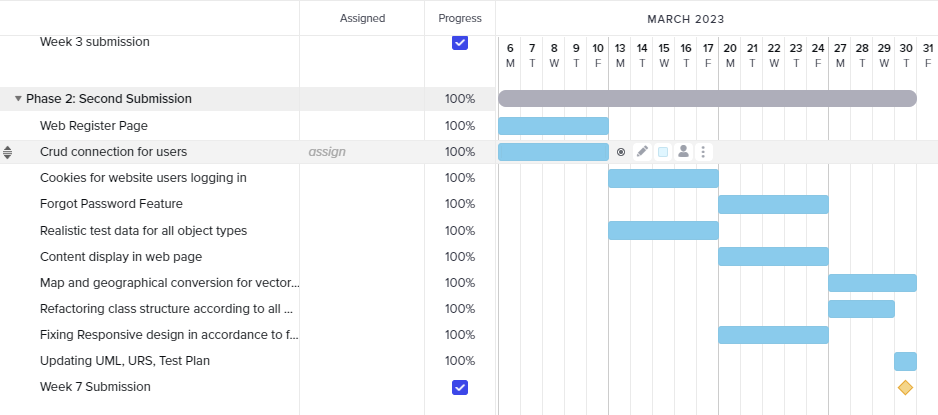 Assigned Progress MARCH 2023
Week 3 submission
6 7 8 9 10 13 14 15 16 17 20 21 22 23 24 27 28 29 30 31
M T W T F M T W T F M T W T F M T W T F
Phase 2: Second Submission 100%
Web Register Page 100%
Crud connection for users assign 100%
Cookies for website users logging in 100%
Forgot Password Feature 100%
Realistic test data for all object types 100%
Content display in web page 100%
Map and geographical conversion for vector... 100%
Refactoring class structure according to all ... 100%
Fixing Responsive design in accordance to f... 100%
Updating UML, URS, Test Plan 100%
Week 7 Submission